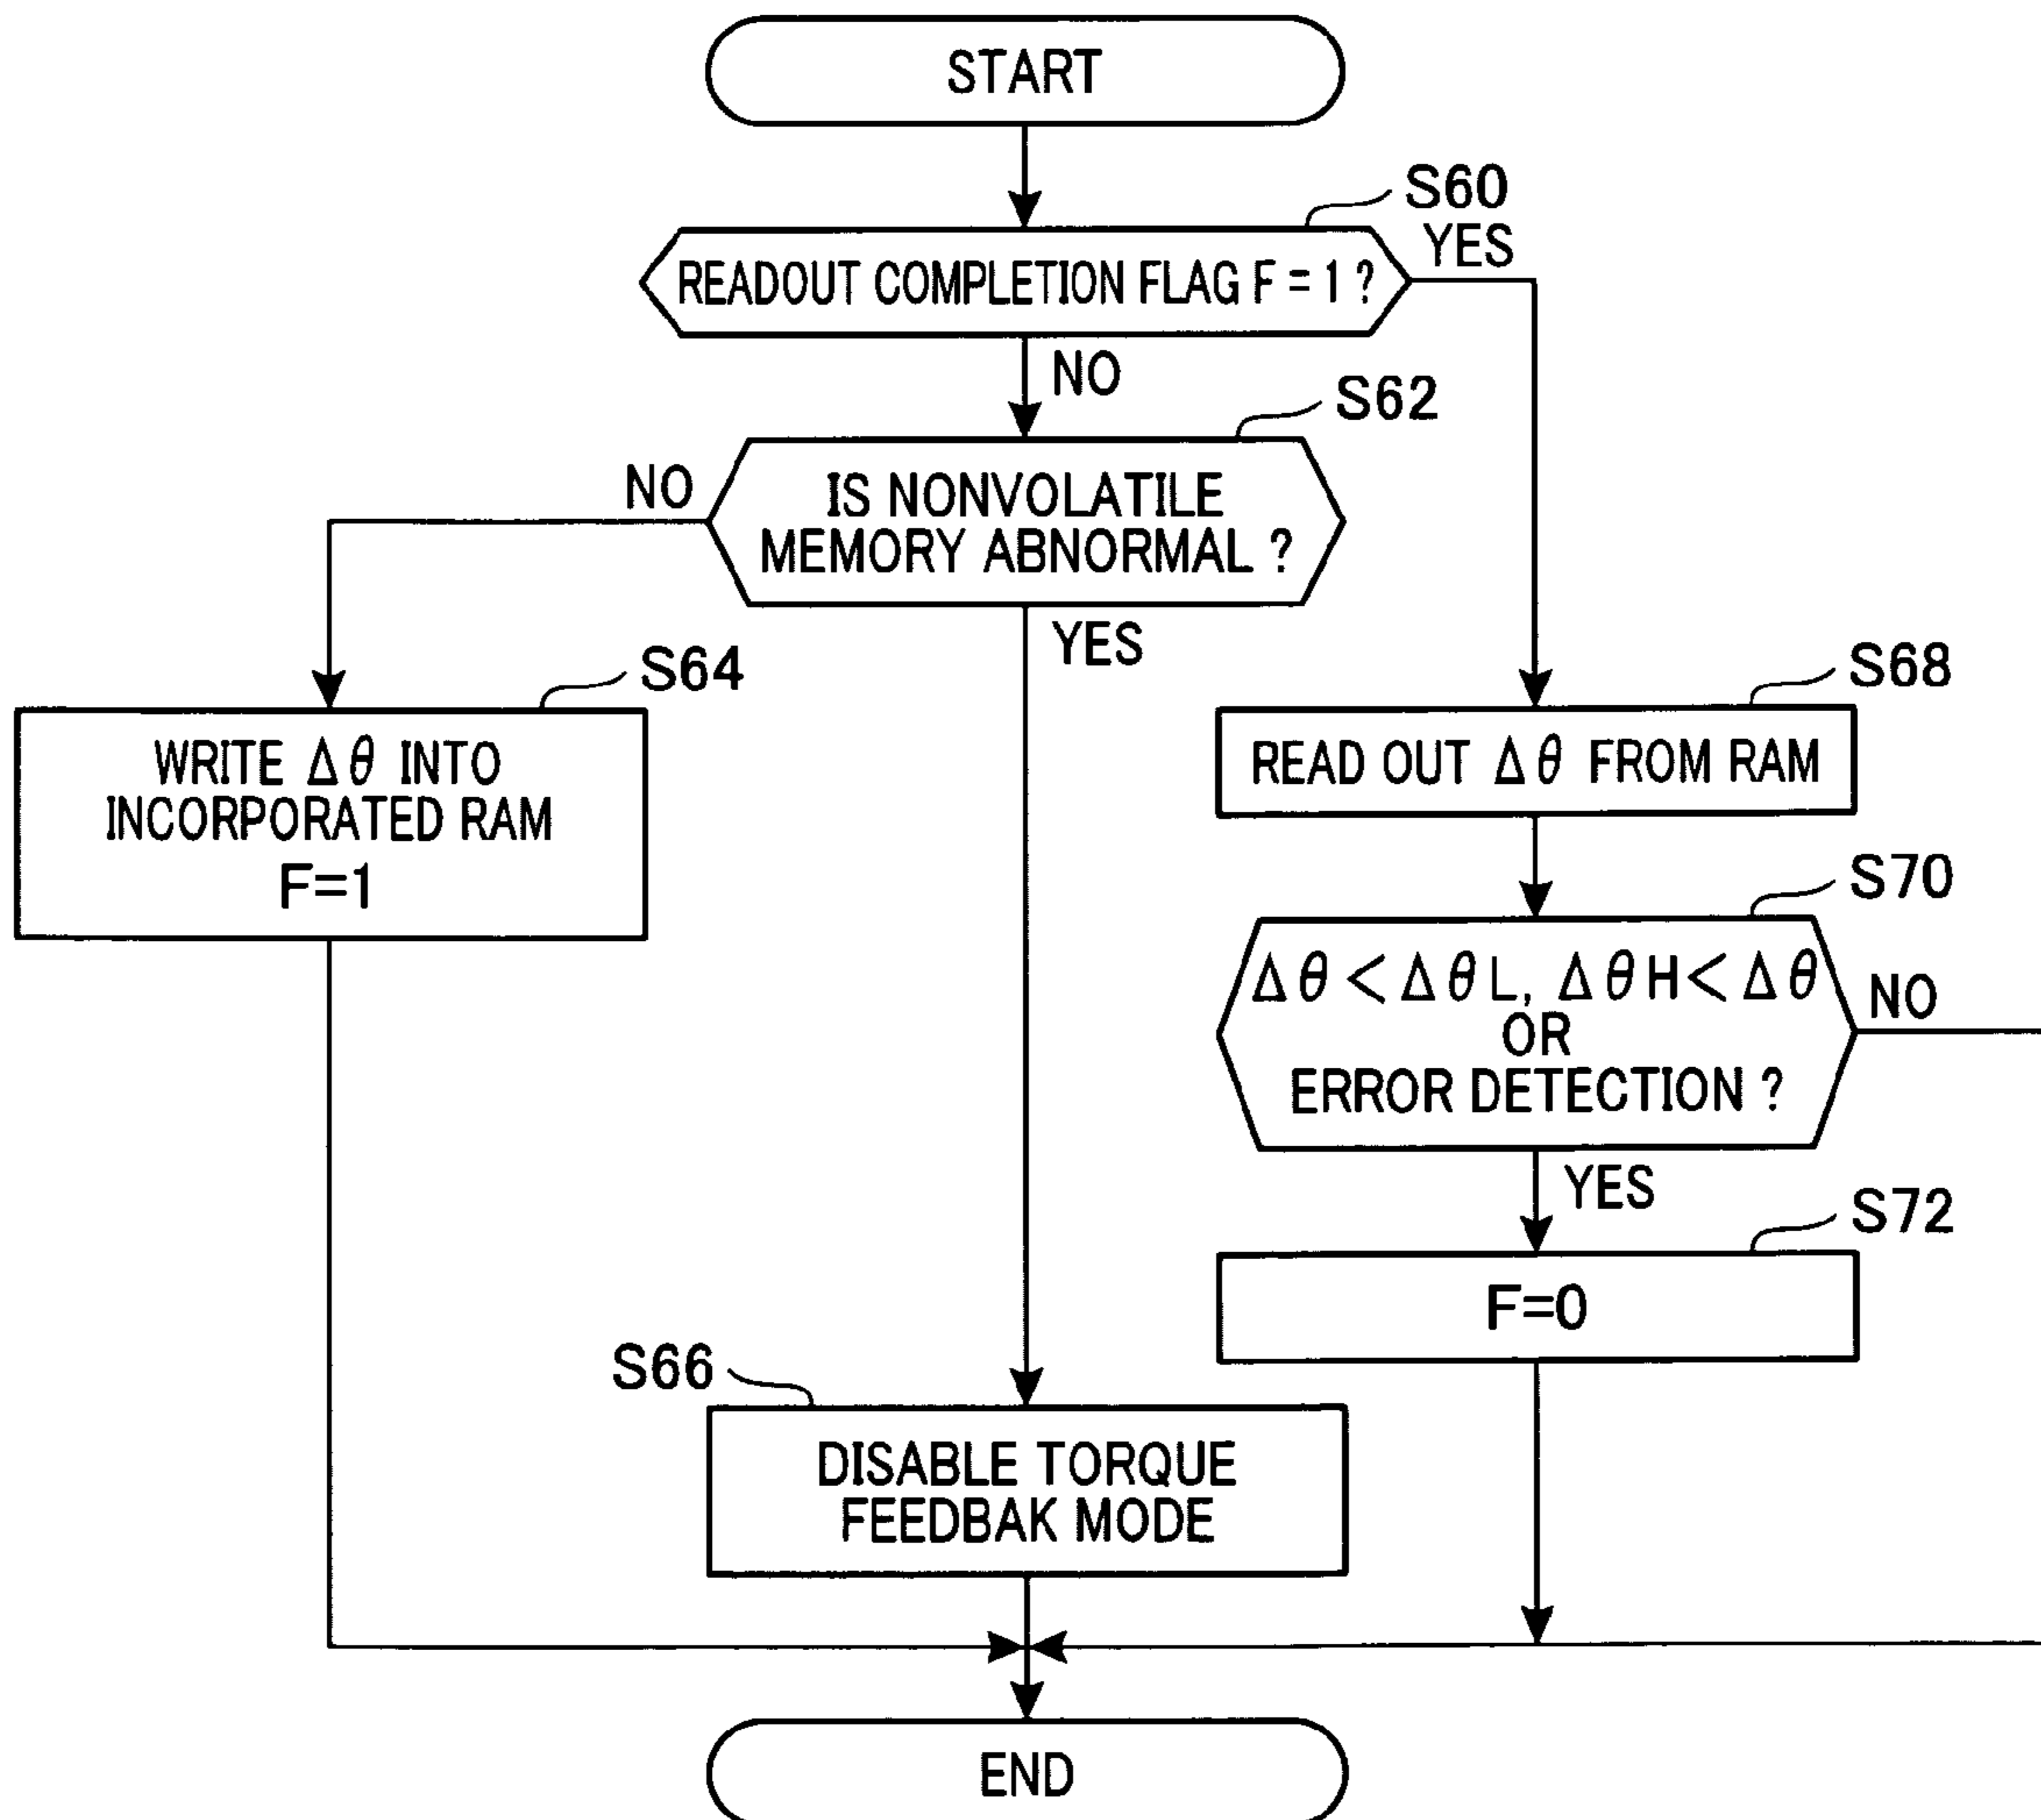 START
S60
YES
READOUT COMPLETION FLAG F = 1 ?
NO
S62
NO
IS NONVOLATILE
MEMORY ABNORMAL ?
YES
S64
WRITE Δθ INTO
INCORPORATED RAM
F=1
S68
READ OUT Δθ FROM RAM
S70
Δθ < ΔθL, ΔθH < Δθ
OR
ERROR DETECTION ?
NO
YES
S72
F=0
S66
DISABLE TORQUE
FEEDBAK MODE
END